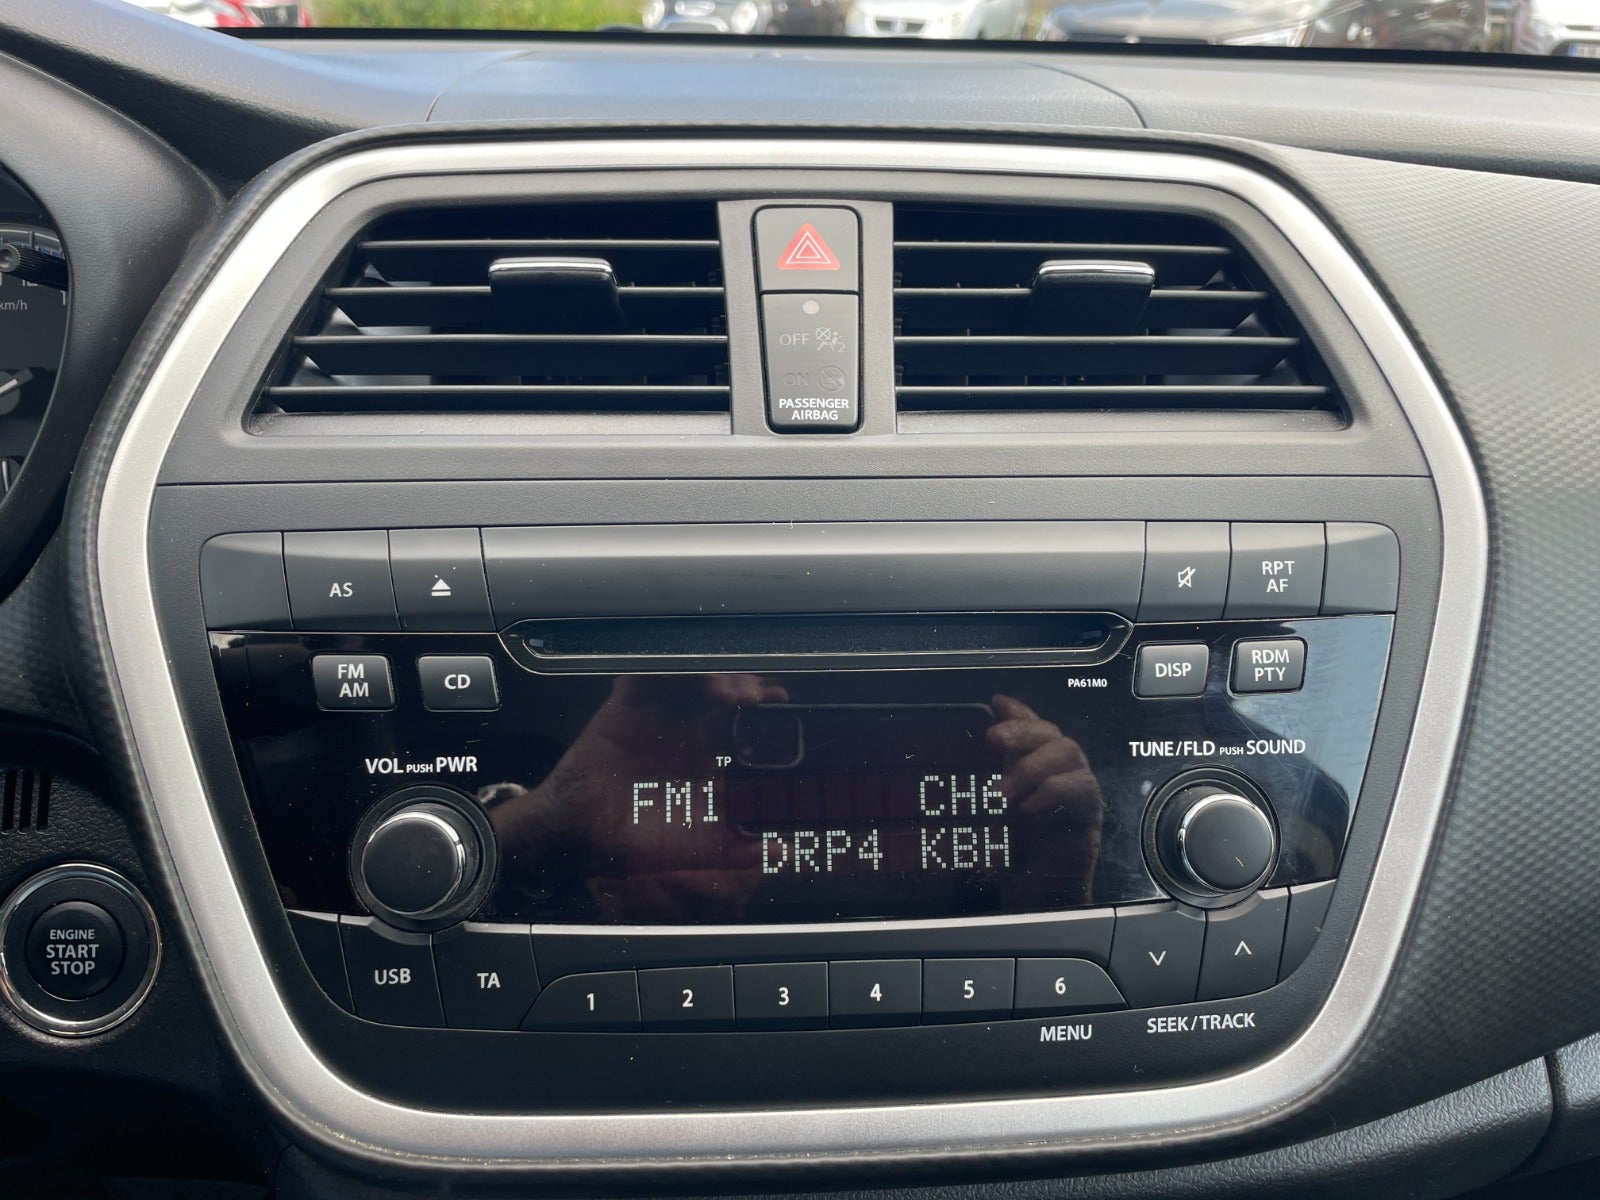 km/h
OFF
2
ON
PASSENGER
AIRBAG
AS
RPT
AF
FM
AM
CD
DISP
RDM
PTY
PA61M0
VOL PUSH PWR
TUNE/FLD PUSH SOUND
TP
FM1 CH6
DRP4 KBH
ENGINE
START
STOP
USB
TA
1
2
3
4
5
6
MENU
SEEK/TRACK